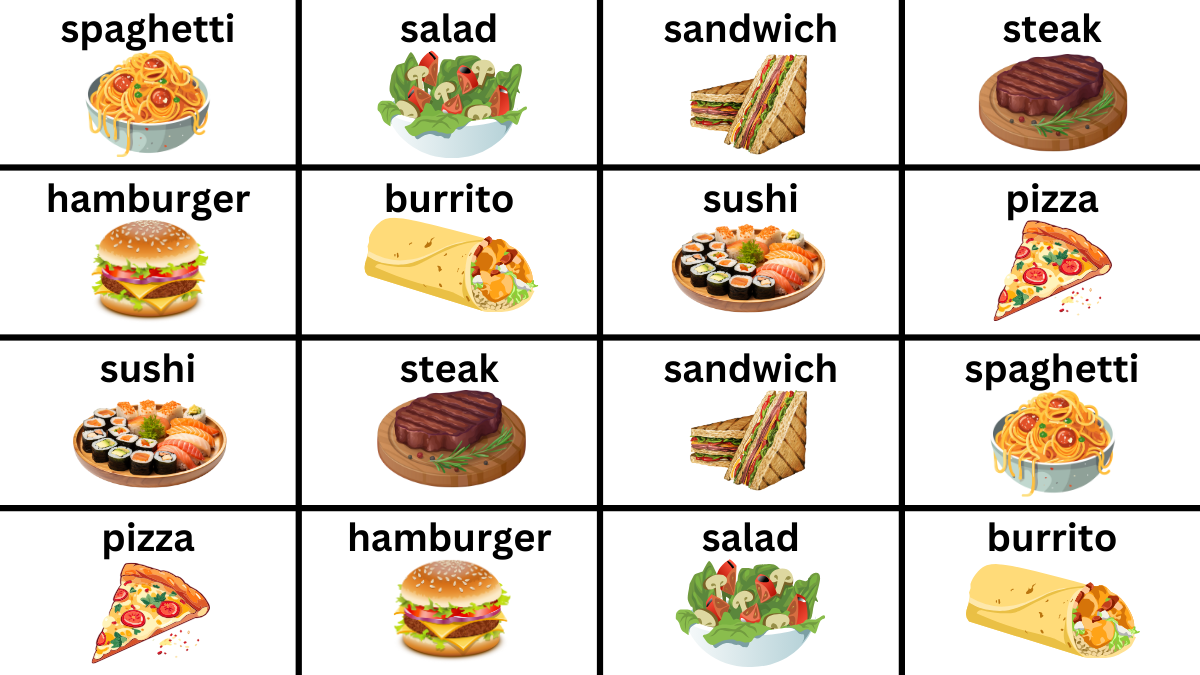 spaghetti
salad
sandwich
steak
hamburger
burrito
sushi
pizza
sushi
steak
sandwich
spaghetti
pizza
hamburger
salad
burrito